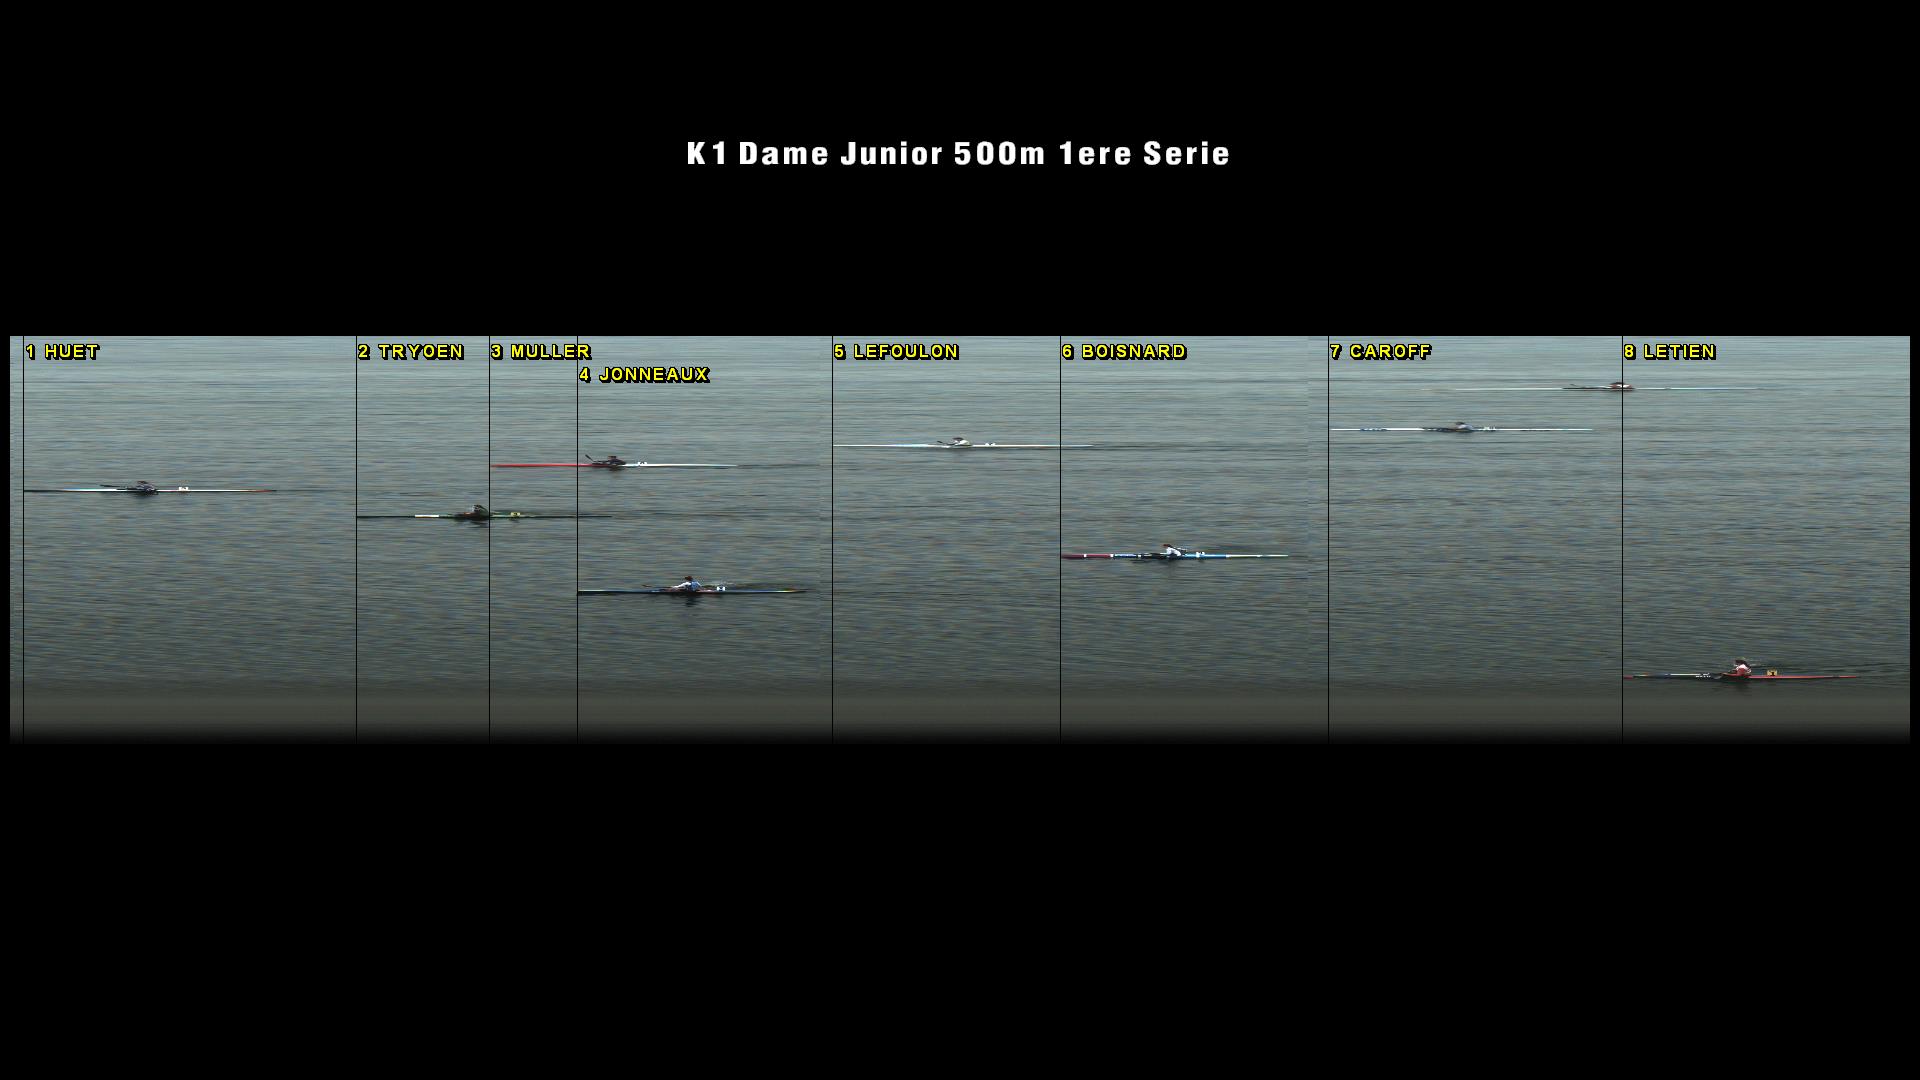 K1 Dame Junior 500m 1ere Serie
1 HUET
2 TRYOEN
3 MULLER
4 JONNEAUX
5 LEFOULON
6 BOISNARD
7 CAROFF
8 LETIEN